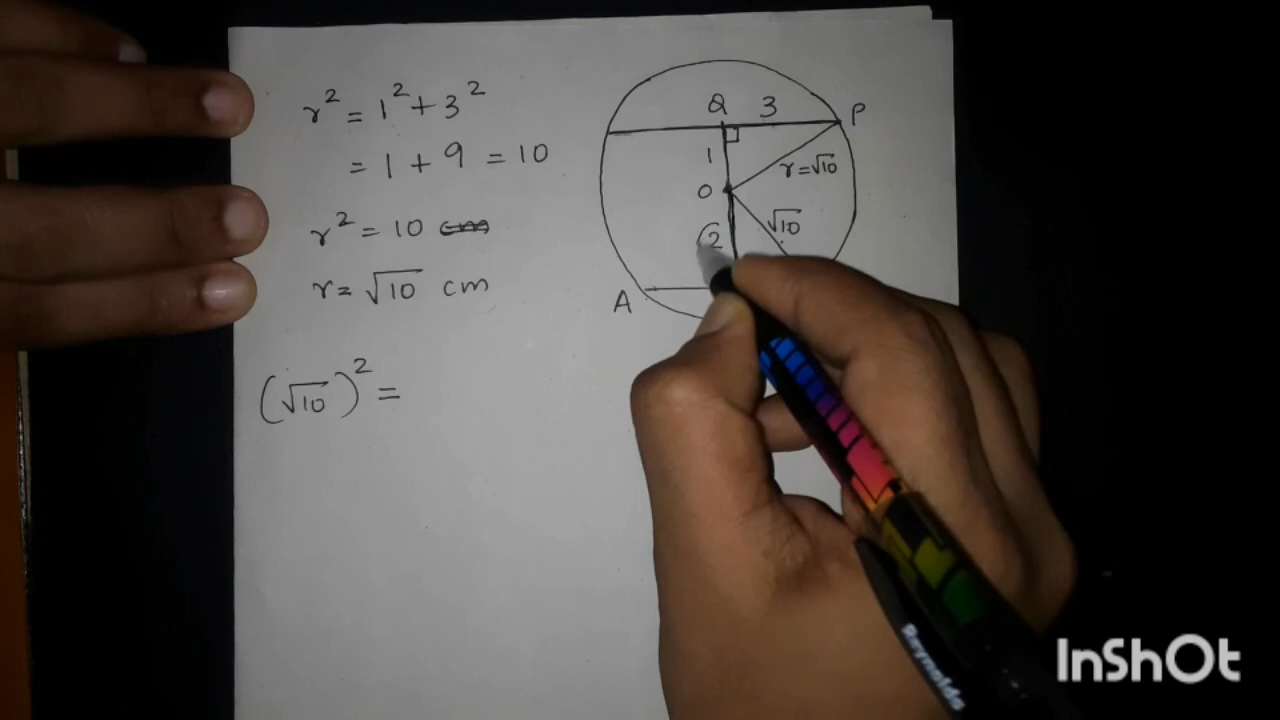 r² = 1² + 3²
= 1 + 9 = 10
r² = 10 cm
r = √10 cm
(√10)² =
Q 3 P
1
r=√10
O
√10
2
A
Reynolds
InShOt